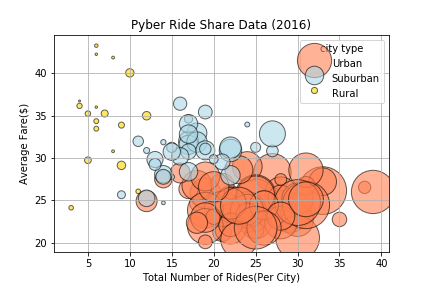 Pyber Ride Share Data (2016)
city type
Urban
Suburban
Rural
Average Fare($)
40
35
30
25
20
5 10 15 20 25 30 35 40
Total Number of Rides(Per City)